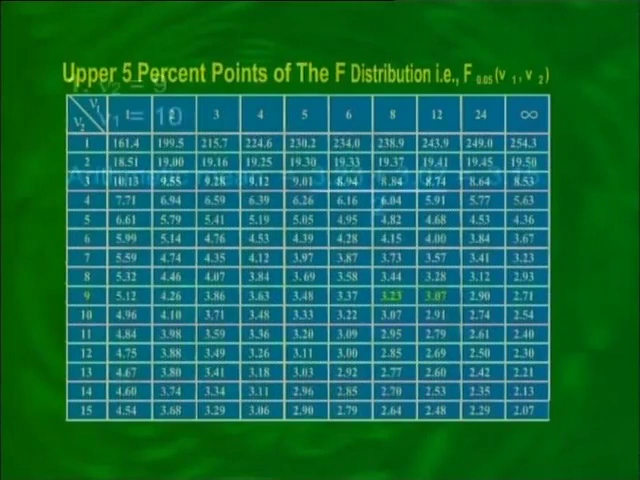 Upper 5 Percent Points of The F Distribution i.e., F 0.05 (v 1, v 2)
ν2 ν1 1 2 3 4 5 6 8 12 24 ∞
1 161.4 199.5 215.7 224.6 230.2 234.0 238.9 243.9 249.0 254.3
2 18.51 19.00 19.16 19.25 19.30 19.33 19.37 19.41 19.45 19.50
3 10.13 9.55 9.28 9.12 9.01 8.94 8.84 8.74 8.64 8.53
4 7.71 6.94 6.59 6.39 6.26 6.16 6.04 5.91 5.77 5.63
5 6.61 5.79 5.41 5.19 5.05 4.95 4.82 4.68 4.53 4.36
6 5.99 5.14 4.76 4.53 4.39 4.28 4.15 4.00 3.84 3.67
7 5.59 4.74 4.35 4.12 3.97 3.87 3.73 3.57 3.41 3.23
8 5.32 4.46 4.07 3.84 3.69 3.58 3.44 3.28 3.12 2.93
9 5.12 4.26 3.86 3.63 3.48 3.37 3.23 3.07 2.90 2.71
10 4.96 4.10 3.71 3.48 3.33 3.22 3.07 2.91 2.74 2.54
11 4.84 3.98 3.59 3.36 3.20 3.09 2.95 2.79 2.61 2.40
12 4.75 3.88 3.49 3.26 3.11 3.00 2.85 2.69 2.50 2.30
13 4.67 3.80 3.41 3.18 3.03 2.92 2.77 2.60 2.42 2.21
14 4.60 3.74 3.34 3.11 2.96 2.85 2.70 2.53 2.35 2.13
15 4.54 3.68 3.29 3.06 2.90 2.79 2.64 2.48 2.29 2.07
ν2 = 9
ν1 = 10